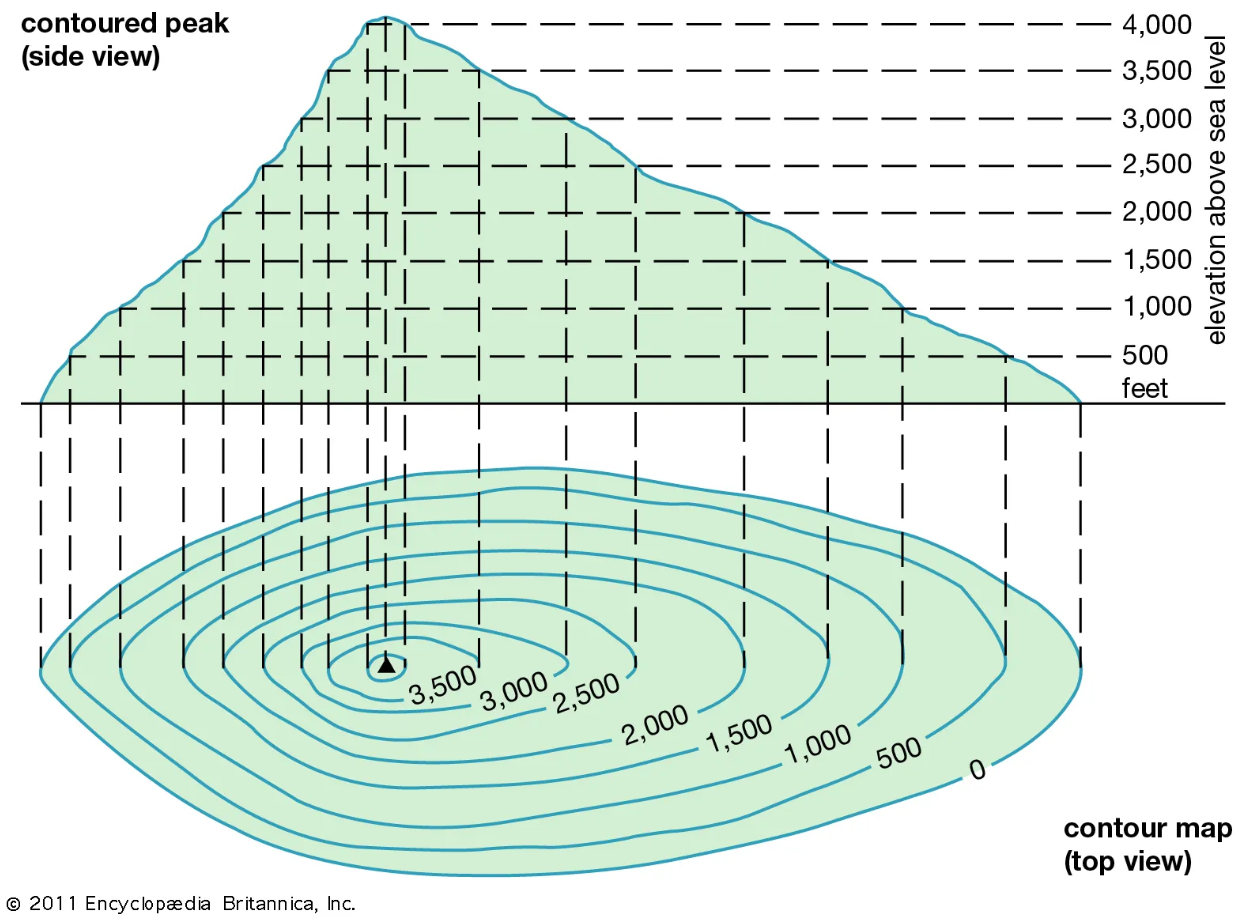 contoured peak
(side view)
4,000
3,500
3,000
2,500
2,000
1,500
1,000
500
feet
elevation above sea level
3,500
3,000
2,500
2,000
1,500
1,000
500
0
contour map
(top view)
© 2011 Encyclopædia Britannica, Inc.